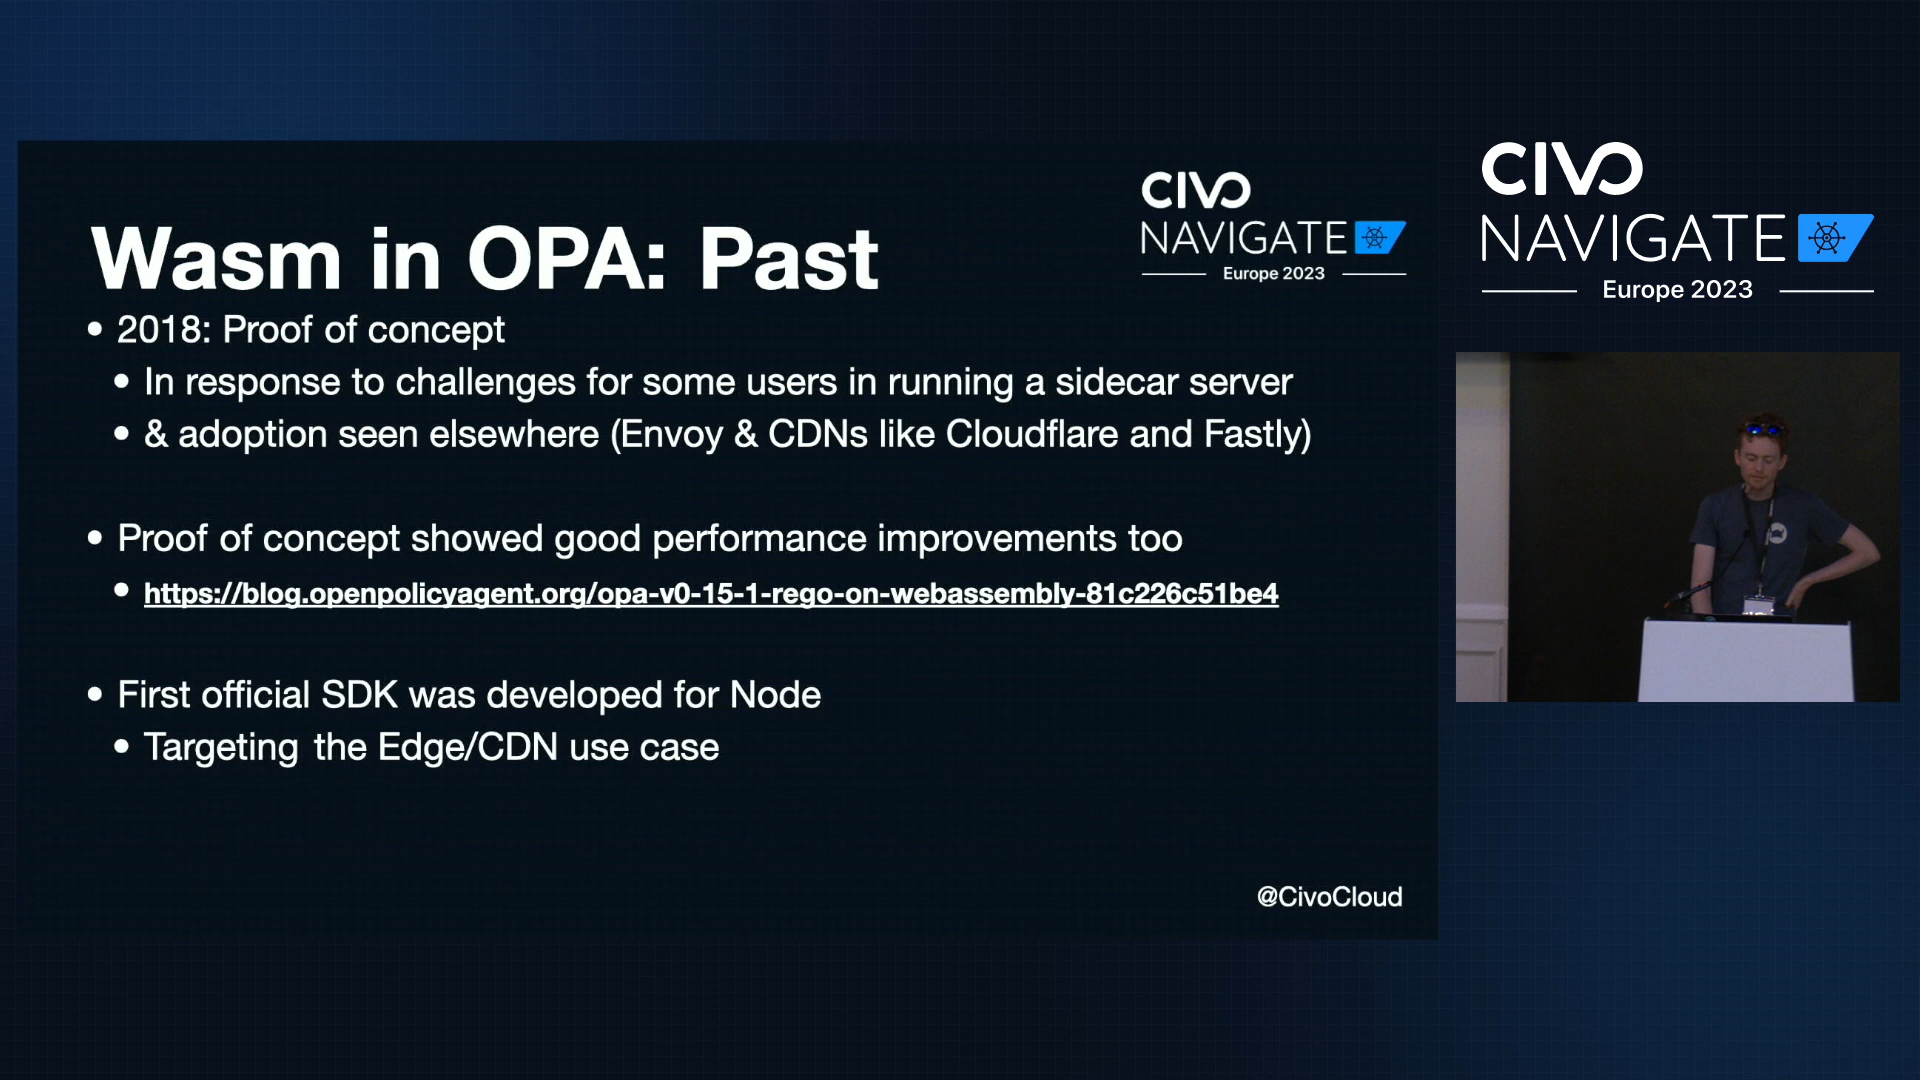 CIVO
NAVIGATE
Europe 2023
Wasm in OPA: Past
• 2018: Proof of concept
• In response to challenges for some users in running a sidecar server
• & adoption seen elsewhere (Envoy & CDNs like Cloudflare and Fastly)
• Proof of concept showed good performance improvements too
• https://blog.openpolicyagent.org/opa-v0-15-1-rego-on-webassembly-81c226c51be4
• First official SDK was developed for Node
• Targeting the Edge/CDN use case
@CivoCloud
CIVO
NAVIGATE
Europe 2023